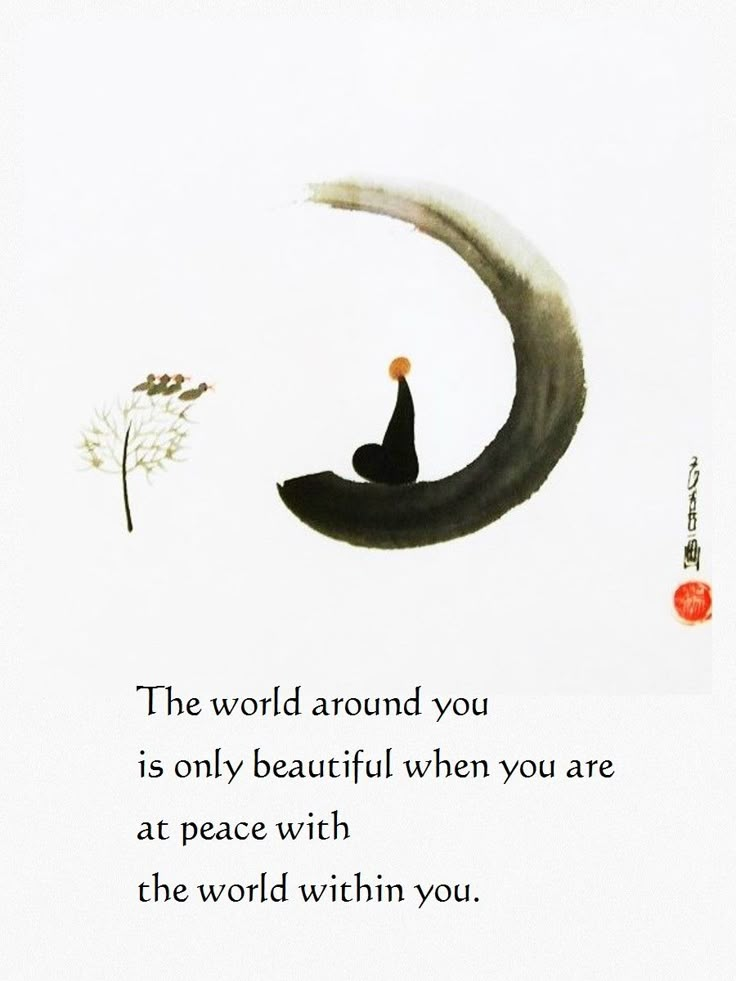 The world around you
is only beautiful when you are
at peace with
the world within you.